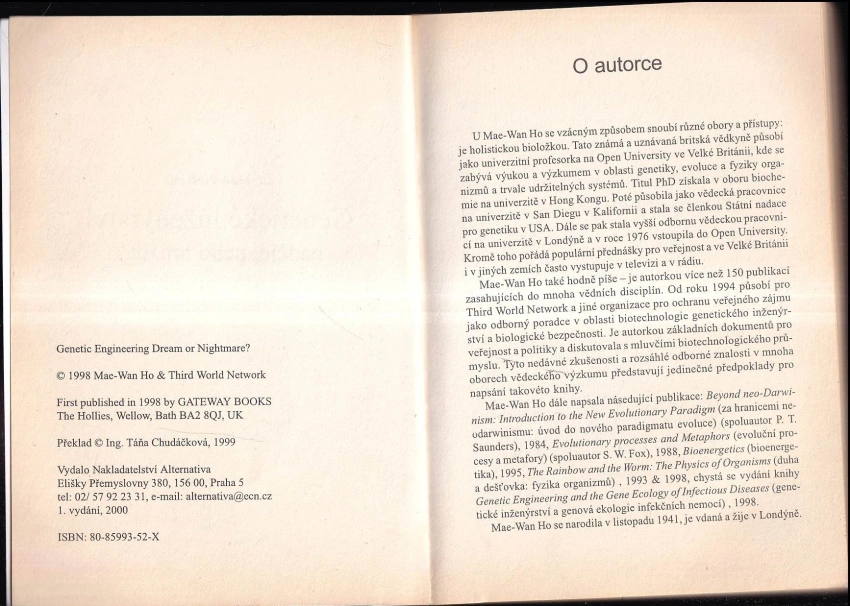 Genetic Engineering Dream or Nightmare?
© 1998 Mae-Wan Ho & Third World Network
First published in 1998 by GATEWAY BOOKS
The Hollies, Wellow, Bath BA2 8QJ, UK
Překlad © Ing. Táňa Chudáčková, 1999
Vydalo Nakladatelství Alternativa
Elišky Přemyslovny 380, 156 00, Praha 5
tel: 02/ 57 92 23 31, e-mail: alternativa@ecn.cz
1. vydání, 2000
ISBN: 80-85993-52-X
O autorce
U Mae-Wan Ho se vzácným způsobem snoubí různé obory a přístupy:
je holistickou bioložkou. Tato známá a uznávaná britská vědkyně působí
jako univerzitní profesorka na Open University ve Velké Británii, kde se
zabývá výukou a výzkumem v oblasti genetiky, evoluce a fyziky orga-
nizmů a trvale udržitelných systémů. Titul PhD získala v oboru bioche-
mie na univerzitě v Hong Kongu. Poté působila jako vědecká pracovnice
na univerzitě v San Diegu v Kalifornii a stala se členkou Státní nadace
pro genetiku v USA. Dále se pak stala vyšší odbornu vědeckou pracovni-
cí na univerzitě v Londýně a v roce 1976 vstoupila do Open University.
Kromě toho pořádá populární přednášky pro veřejnost a ve Velké Británii
i v jiných zemích často vystupuje v televizi a v rádiu.
Mae-Wan Ho také hodně píše – je autorkou více než 150 publikací
zasahujících do mnoha vědních disciplín. Od roku 1994 působí pro
Third World Network a jiné organizace pro ochranu veřejného zájmu
jako odborný poradce v oblasti biotechnologie genetického inženýr-
ství a biologické bezpečnosti. Je autorkou základních dokumentů pro
veřejnost a politiky a diskutovala s mluvčími biotechnologického prů-
myslu. Tyto nedávné zkušenosti a rozsáhlé odborné znalosti v mnoha
oborech vědeckého výzkumu představují jedinečné předpoklady pro
napsání takovéto knihy.
Mae-Wan Ho dále napsala násedující publikace: Beyond neo-Darwi-
nism: Introduction to the New Evolutionary Paradigm (za hranicemi ne-
odarwinismu: úvod do nového paradigmatu evoluce) (spoluautor P. T.
Saunders), 1984, Evolutionary processes and Metaphors (evoluční pro-
cesy a metafory) (spoluautor S. W. Fox), 1988, Bioenergetics (bioenerge-
tika), 1995, The Rainbow and the Worm: The Physics of Organisms (duha
a dešťovka: fyzika organizmů) , 1993 & 1998, chystá se vydání knihy
Genetic Engineering and the Gene Ecology of Infectious Diseases (gene-
tické inženýrství a genová ekologie infekčních nemocí) , 1998.
Mae-Wan Ho se narodila v listopadu 1941, je vdaná a žije v Londýně.